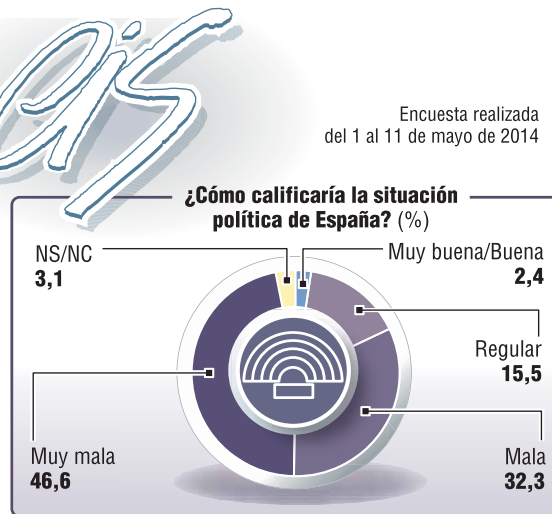 cis
Encuesta realizada
del 1 al 11 de mayo de 2014
¿Cómo calificaría la situación
política de España? (%)
NS/NC
3,1
Muy buena/Buena
2,4
Regular
15,5
Muy mala
46,6
Mala
32,3